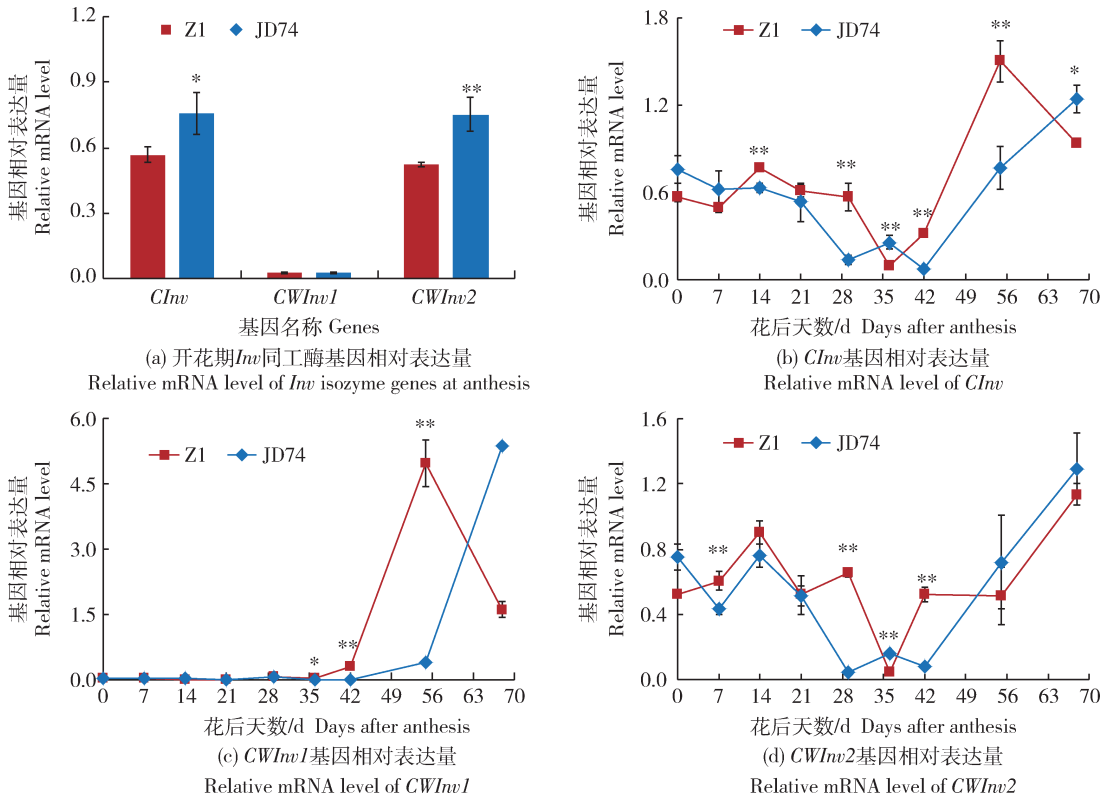 1.2
0.9
0.6
0.3
0.0
基因相对表达量
Relative mRNA level
Z1 JD74
*
**
CInv CWInv1 CWInv2
基因名称 Genes
(a) 开花期Inv同工酶基因相对表达量
Relative mRNA level of Inv isozyme genes at anthesis
1.8
1.2
0.6
0.0
基因相对表达量
Relative mRNA level
Z1 JD74
**
**
**
**
**
*
0 7 14 21 28 35 42 49 56 63 70
花后天数/d Days after anthesis
(b) CInv基因相对表达量
Relative mRNA level of CInv
6.0
4.5
3.0
1.5
0.0
基因相对表达量
Relative mRNA level
Z1 JD74
*
**
**
0 7 14 21 28 35 42 49 56 63 70
花后天数/d Days after anthesis
(c) CWInv1基因相对表达量
Relative mRNA level of CWInv1
1.6
1.2
0.8
0.4
0.0
基因相对表达量
Relative mRNA level
Z1 JD74
**
**
**
**
0 7 14 21 28 35 42 49 56 63 70
花后天数/d Days after anthesis
(d) CWInv2基因相对表达量
Relative mRNA level of CWInv2